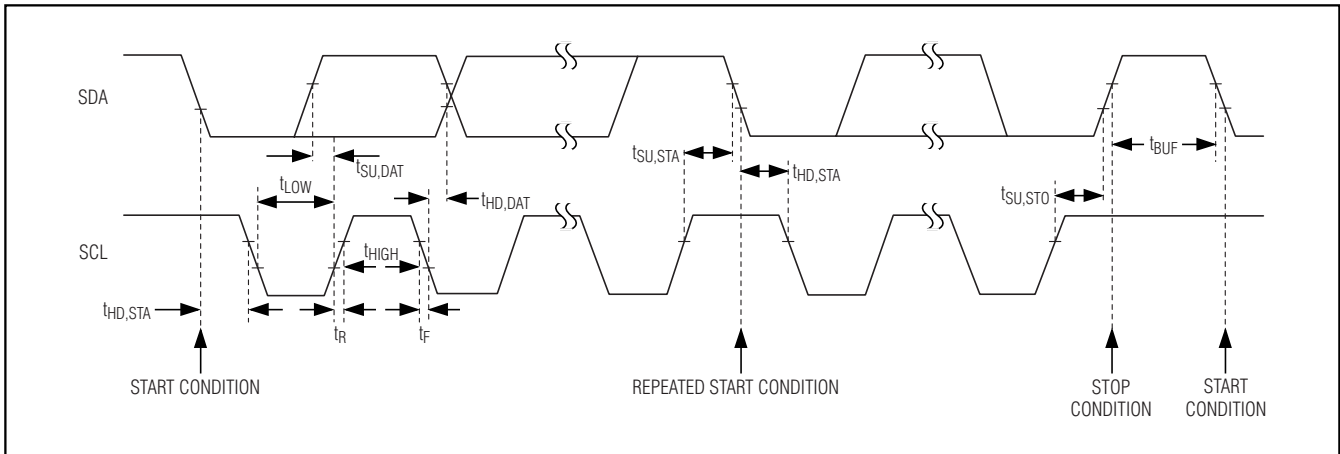 SDA
tSU,DAT
tLOW
tHD,DAT
tSU,STA
tHD,STA
tBUF
tSU,STO
SCL
tHIGH
tHD,STA
tR
tF
START CONDITION
REPEATED START CONDITION
STOP
CONDITION
START
CONDITION